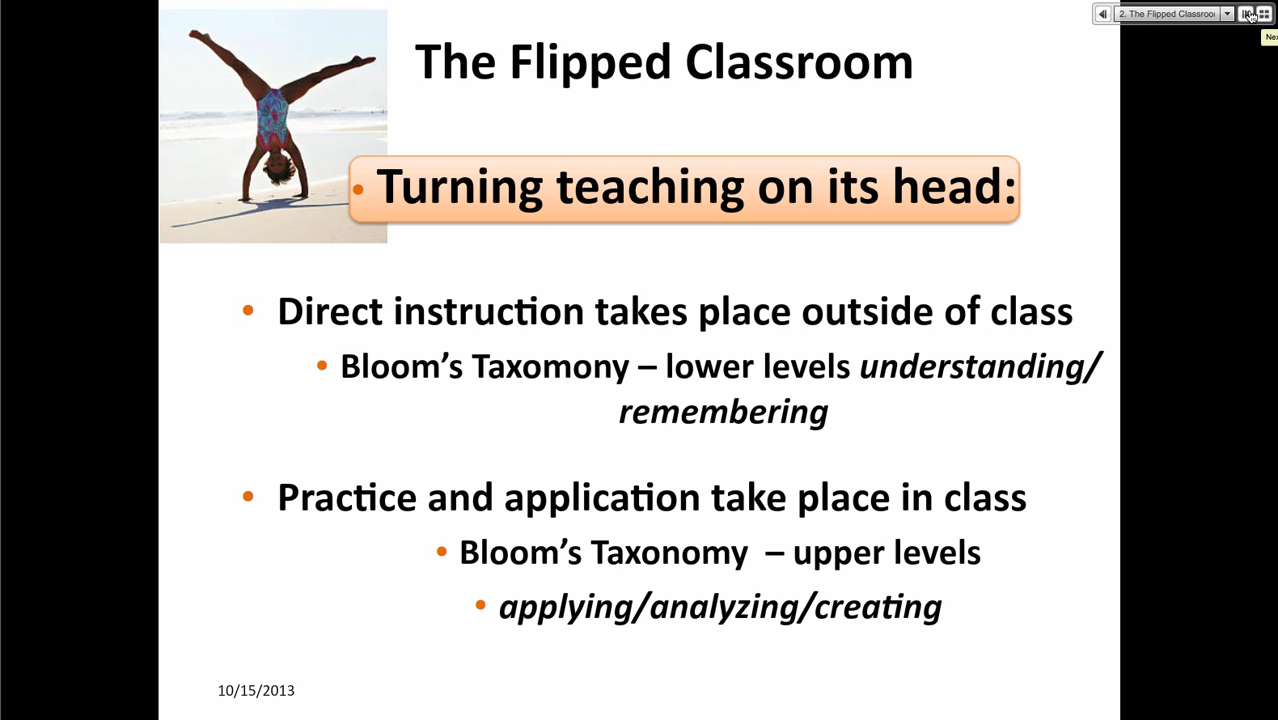 2. The Flipped Classroo
Nex
The Flipped Classroom
• Turning teaching on its head:
• Direct instruction takes place outside of class
• Bloom's Taxomony – lower levels understanding/
remembering
• Practice and application take place in class
• Bloom's Taxonomy – upper levels
• applying/analyzing/creating
10/15/2013